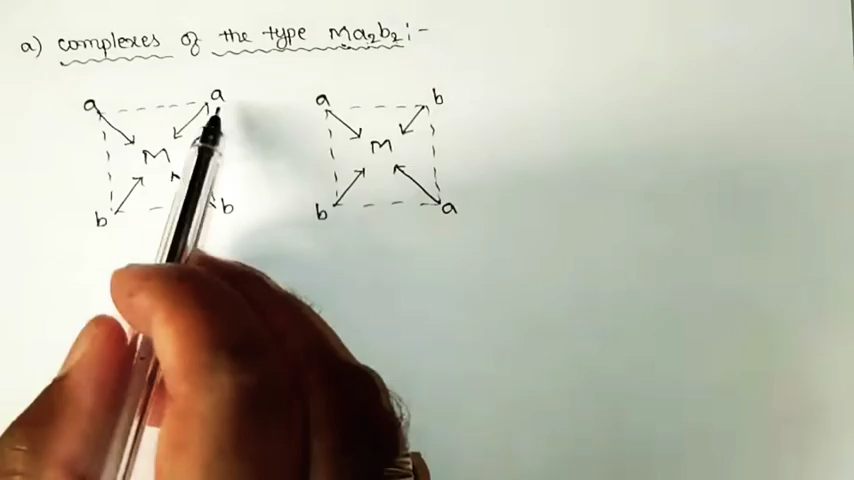 a) complexes of the type Ma₂b₂ :-
a a a b
M M
b b b a